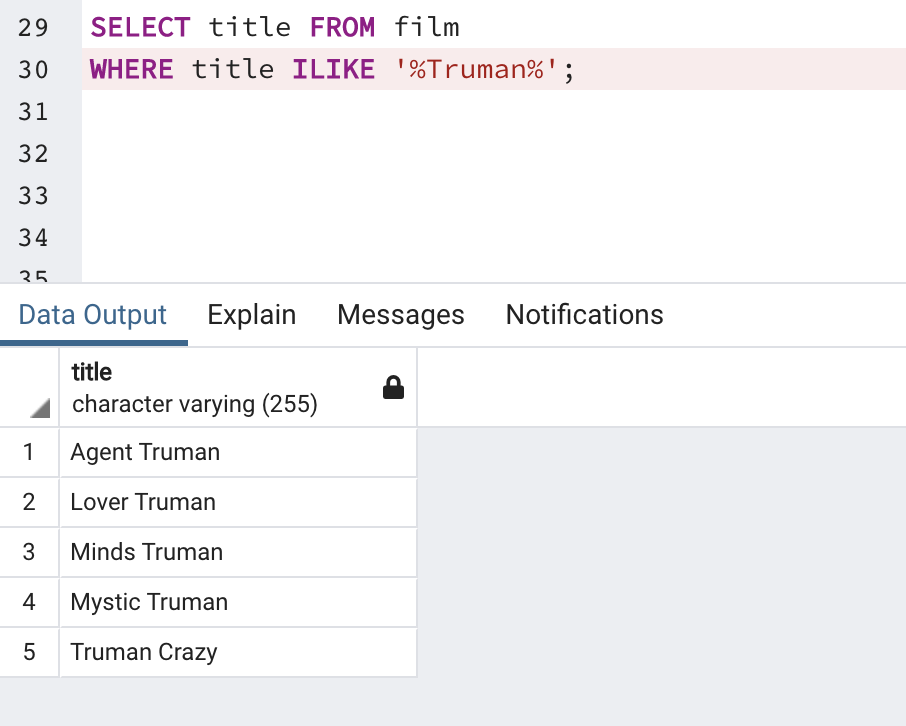 29 SELECT title FROM film
30 WHERE title ILIKE '%Truman%';
31
32
33
34
35
Data Output Explain Messages Notifications
title
character varying (255)
1 Agent Truman
2 Lover Truman
3 Minds Truman
4 Mystic Truman
5 Truman Crazy